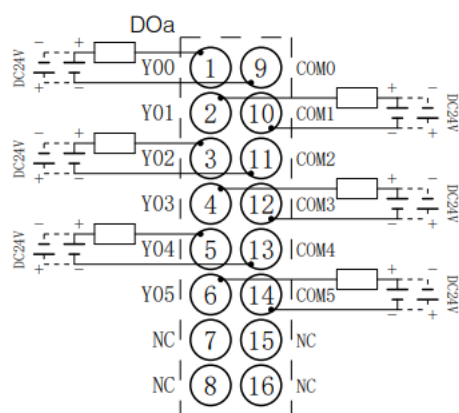 DOa
DC24V - + Y00 1 9 COM0
+ -
Y01 2 10 COM1 + - DC24V
- +
DC24V - + Y02 3 11 COM2
+ -
Y03 4 12 COM3 + - DC24V
- +
DC24V - + Y04 5 13 COM4
+ -
Y05 6 14 COM5 + - DC24V
- +
NC 7 15 NC
NC 8 16 NC